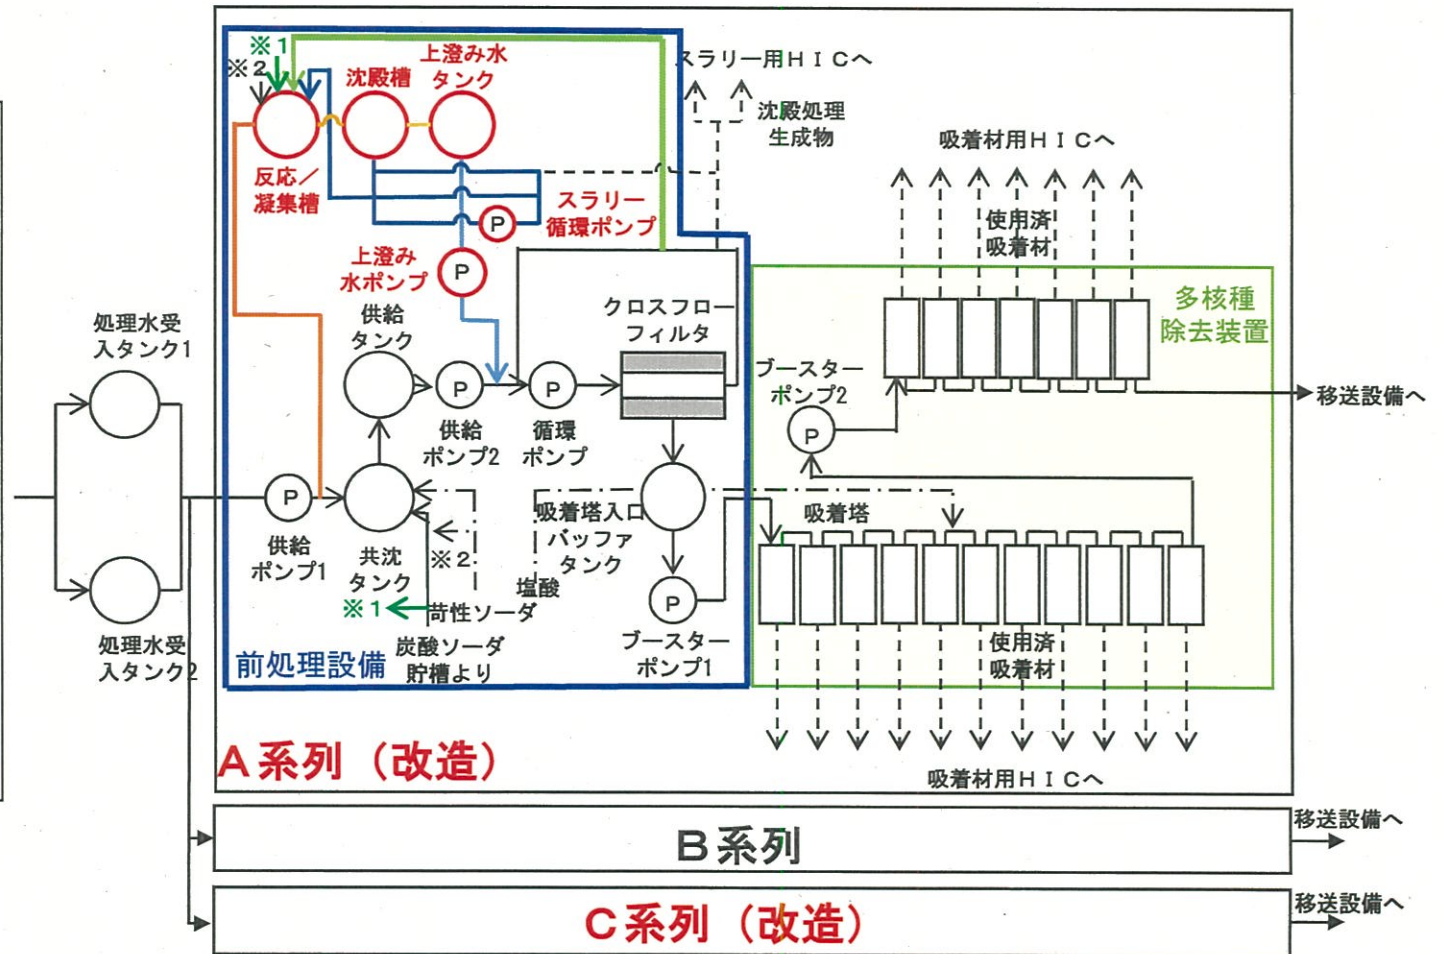 ※1
※2
沈殿槽
上澄み水
タンク
スラリー用ＨＩＣへ
沈殿処理
生成物
吸着材用ＨＩＣへ
反応／
凝集槽
スラリー
循環ポンプ
P
使用済
吸着材
上澄み
水ポンプ
P
多核種
除去装置
処理水受
入タンク1
供給
タンク
クロスフロー
フィルタ
ブースター
ポンプ2
P
P
P
移送設備へ
供給
ポンプ2
循環
ポンプ
P
供給
ポンプ1
共沈
タンク
※2
吸着塔入口
バッファ
タンク
吸着塔
塩酸
P
※1
苛性ソーダ
処理水受
入タンク2
前処理設備
炭酸ソーダ
貯槽より
ブースター
ポンプ1
使用済
吸着材
A系列（改造）
吸着材用ＨＩＣへ
B系列
移送設備へ
C系列（改造）
移送設備へ